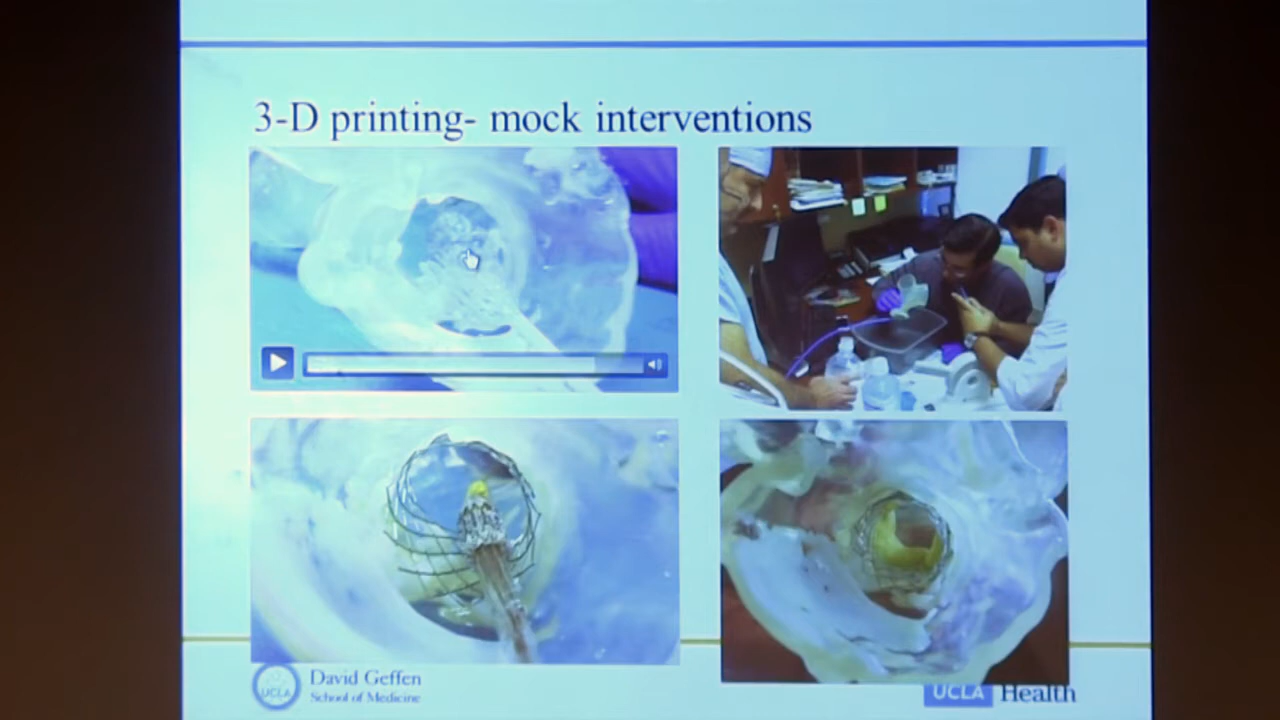 3-D printing- mock interventions
UCLA
David Geffen
School of Medicine
UCLA Health